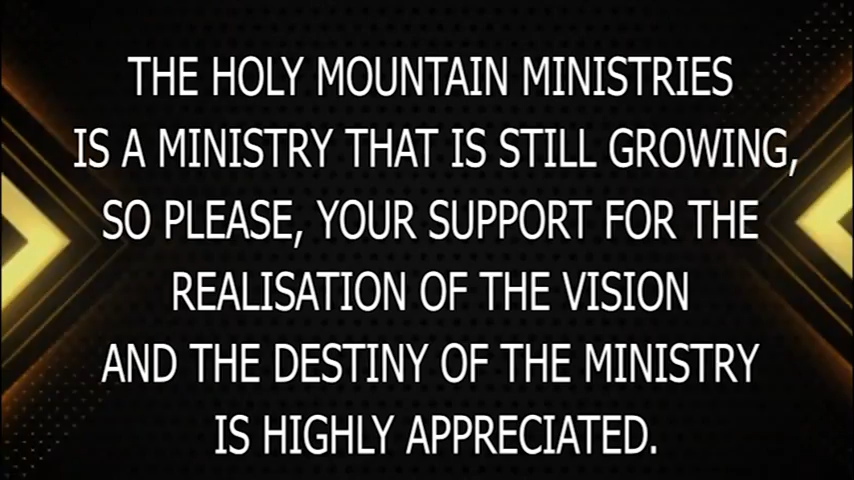 THE HOLY MOUNTAIN MINISTRIES
IS A MINISTRY THAT IS STILL GROWING,
SO PLEASE, YOUR SUPPORT FOR THE
REALISATION OF THE VISION
AND THE DESTINY OF THE MINISTRY
IS HIGHLY APPRECIATED.